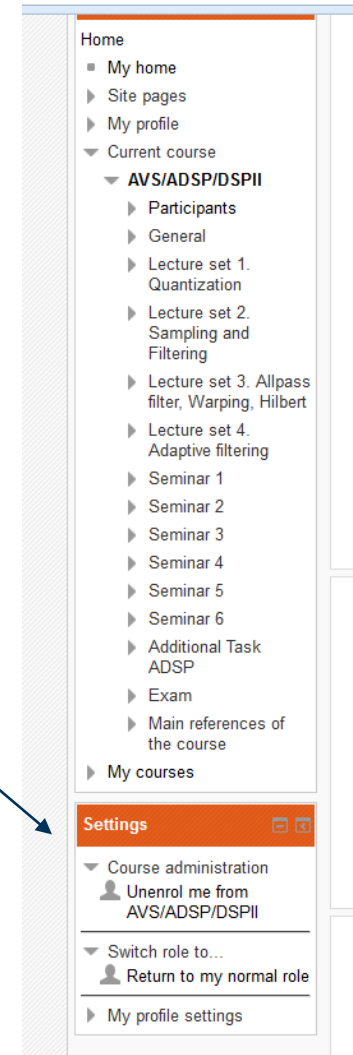 Home
My home
Site pages
My profile
Current course
AVS/ADSP/DSPII
Participants
General
Lecture set 1.
Quantization
Lecture set 2.
Sampling and
Filtering
Lecture set 3. Allpass
filter, Warping, Hilbert
Lecture set 4.
Adaptive filtering
Seminar 1
Seminar 2
Seminar 3
Seminar 4
Seminar 5
Seminar 6
Additional Task
ADSP
Exam
Main references of
the course
My courses
Settings
Course administration
Unenrol me from
AVS/ADSP/DSPII
Switch role to...
Return to my normal role
My profile settings